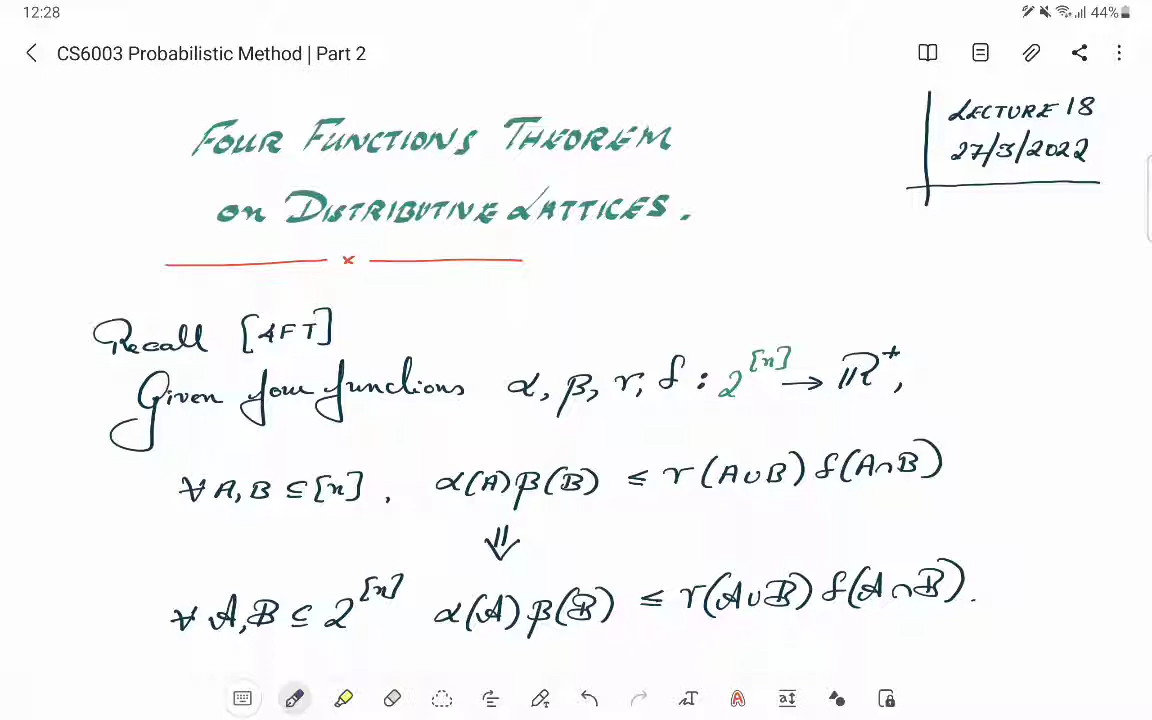 12:28
44%
CS6003 Probabilistic Method | Part 2
LECTURE 18
27/3/2022
FOUR FUNCTIONS THEOREM
ON DISTRIBUTIVE LATTICES.
x
Recall [4FT]
Given four functions α, β, γ, δ : 2^[n] → ℝ⁺,
∀ A, B ⊆ [n], α(A)β(B) ≤ γ(A∪B) δ(A∩B)
⇓
∀ 𝒜, ℬ ⊆ 2^[n] α(𝒜)β(ℬ) ≤ γ(𝒜∪ℬ) δ(𝒜∩ℬ).